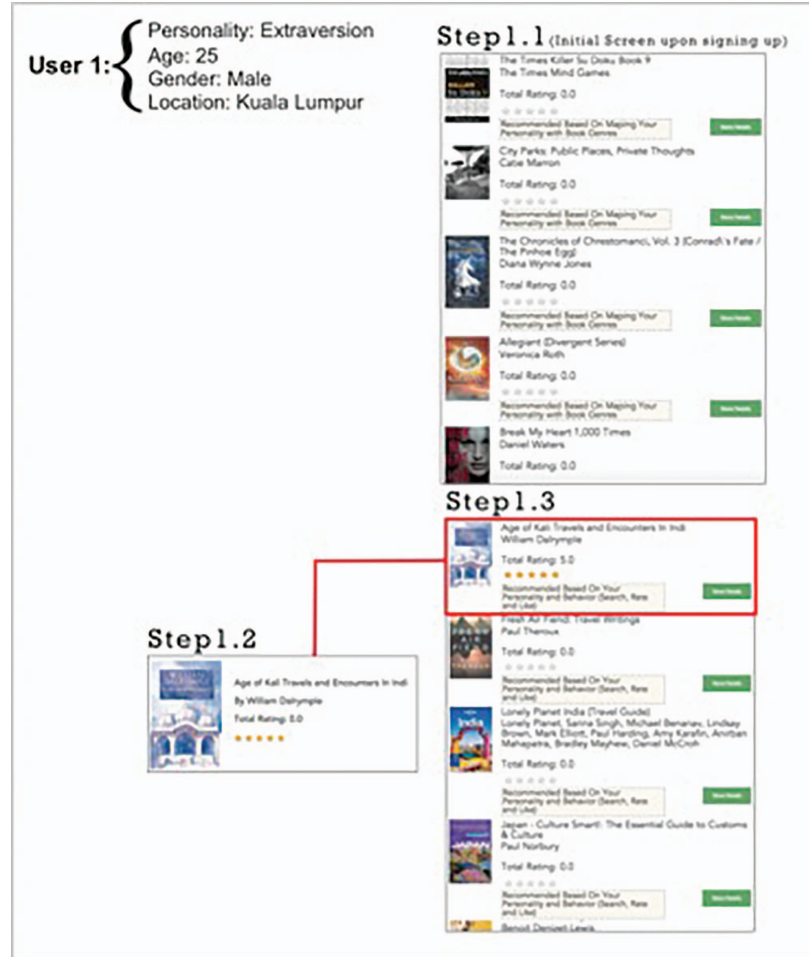 User 1:
Personality: Extraversion
Age: 25
Gender: Male
Location: Kuala Lumpur
Step1.1 (Initial Screen upon signing up)
The Times Killer Su Doku Book 9
The Times Mind Games
Total Rating: 0.0
Recommended Based On Maping Your
Personality with Book Genres
City Parks: Public Places, Private Thoughts
Catie Marron
Total Rating: 0.0
Recommended Based On Maping Your
Personality with Book Genres
The Chronicles of Chrestomanci, Vol. 3 (Conrad\'s Fate /
The Pinhoe Egg)
Diana Wynne Jones
Total Rating: 0.0
Recommended Based On Maping Your
Personality with Book Genres
Allegiant (Divergent Series)
Veronica Roth
Total Rating: 0.0
Recommended Based On Maping Your
Personality with Book Genres
Break My Heart 1,000 Times
Daniel Waters
Total Rating: 0.0
Step1.2
Age of Kali Travels and Encounters In Indi
By William Dalrymple
Total Rating: 0.0
Step1.3
Age of Kali Travels and Encounters In Indi
William Dalrymple
Total Rating: 5.0
Recommended Based On Your
Personality and Behavior (Search, Rate
and Like)
Fresh Air Fiend: Travel Writings
Paul Theroux
Total Rating: 0.0
Recommended Based On Your
Personality and Behavior (Search, Rate
and Like)
India
Lonely Planet India (Travel Guide)
Lonely Planet, Sarina Singh, Michael Benanav, Lindsay
Brown, Mark Elliott, Paul Harding, Amy Karafin, Anirban
Mahapatra, Bradley Mayhew, Daniel McCroh
Total Rating: 0.0
Recommended Based On Your
Personality and Behavior (Search, Rate
and Like)
Japan - Culture Smart!: The Essential Guide to Customs
& Culture
Paul Norbury
Total Rating: 0.0
Recommended Based On Your
Personality and Behavior (Search, Rate
and Like)
Benoit Denizet-Lewis